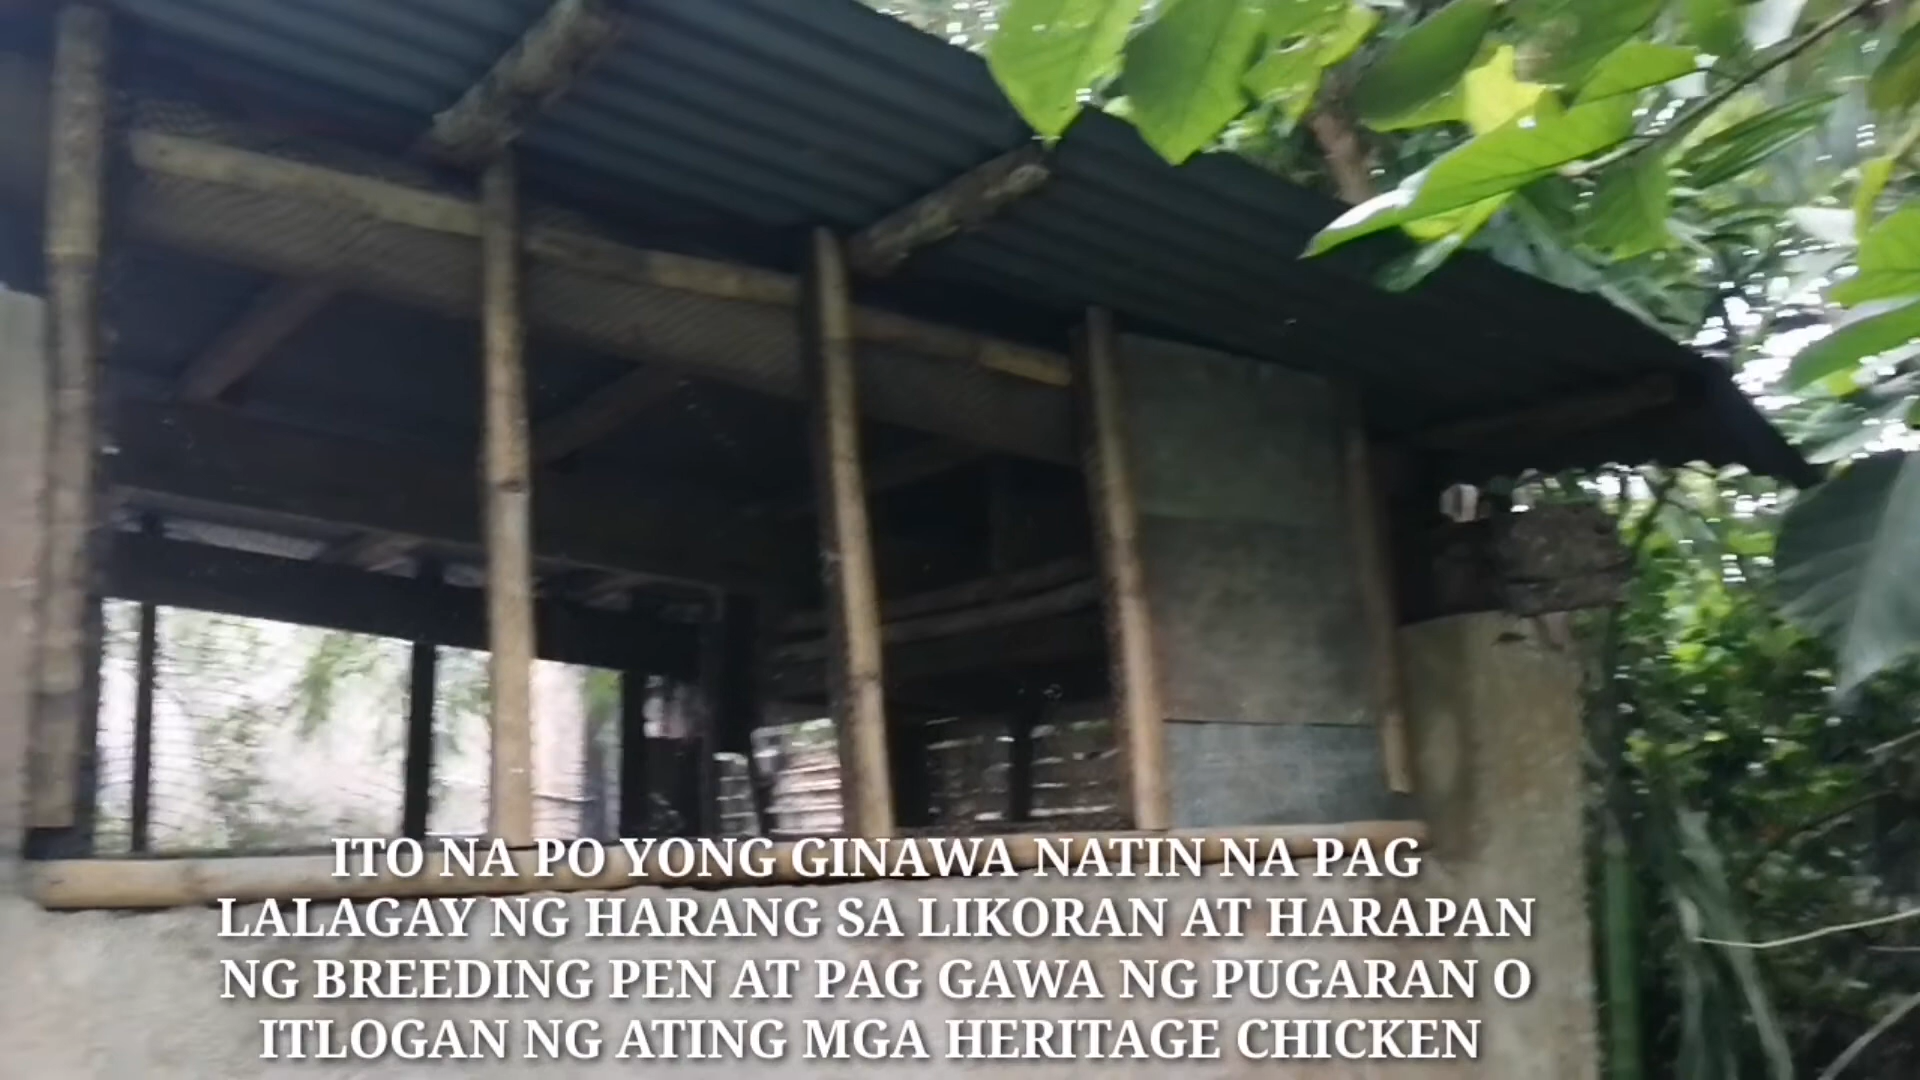 ITO NA PO YONG GINAWA NATIN NA PAG
LALAGAY NG HARANG SA LIKORAN AT HARAPAN
NG BREEDING PEN AT PAG GAWA NG PUGARAN O
ITLOGAN NG ATING MGA HERITAGE CHICKEN